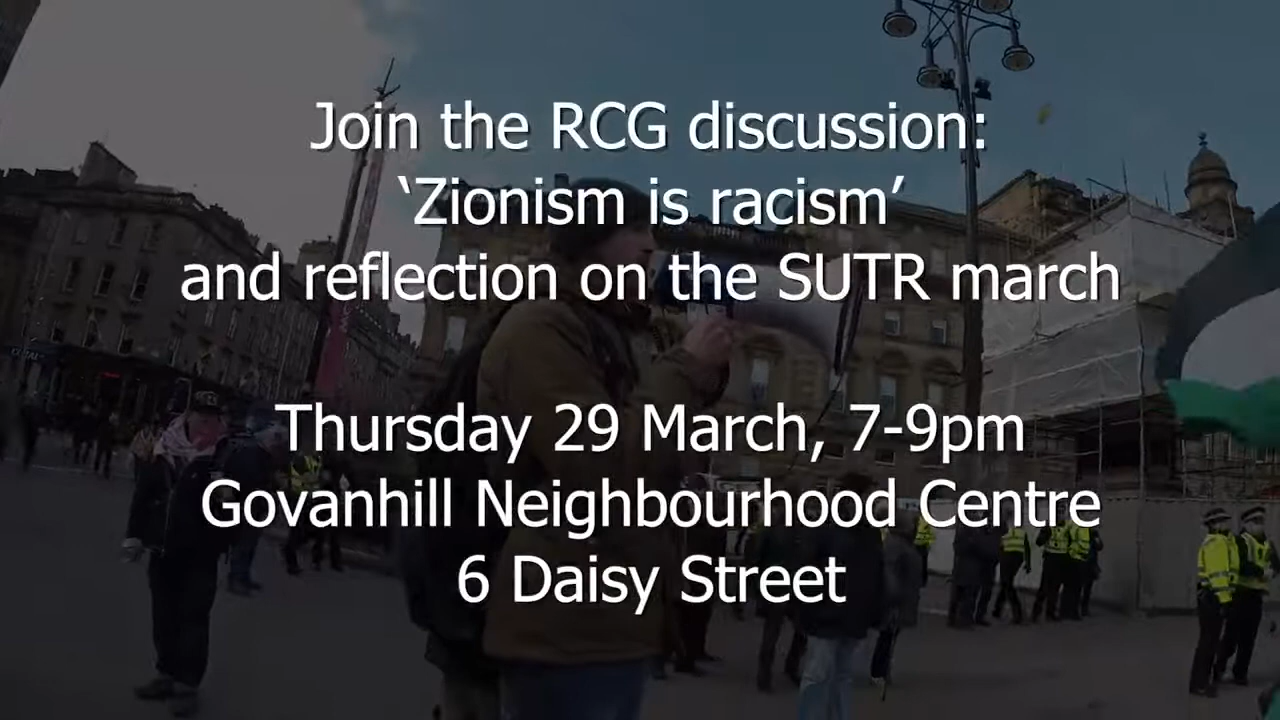 Join the RCG discussion:
‘Zionism is racism’
and reflection on the SUTR march
Thursday 29 March, 7-9pm
Govanhill Neighbourhood Centre
6 Daisy Street